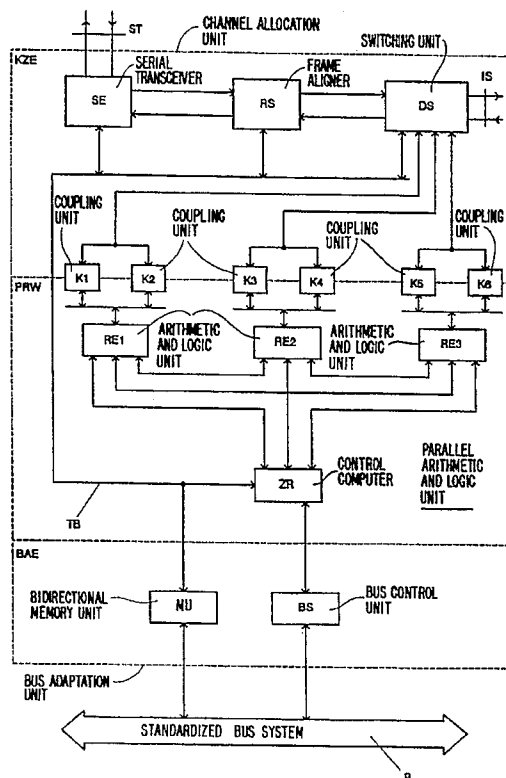 ST
CHANNEL ALLOCATION
UNIT
KZE
SERIAL
TRANSCEIVER
FRAME
ALIGNER
SWITCHING UNIT
IS
SE
RS
DS
COUPLING
UNIT
COUPLING
UNIT
COUPLING
UNIT
COUPLING
UNIT
K1
K2
K3
K4
K5
K6
PRW
ARITHMETIC
AND LOGIC
UNIT
ARITHMETIC
AND LOGIC
UNIT
RE1
RE2
RE3
PARALLEL
ARITHMETIC
AND LOGIC
UNIT
ZR
CONTROL
COMPUTER
TB
BAE
BIDIRECTIONAL
MEMORY UNIT
MU
BS
BUS CONTROL
UNIT
BUS ADAPTATION
UNIT
STANDARDIZED BUS SYSTEM